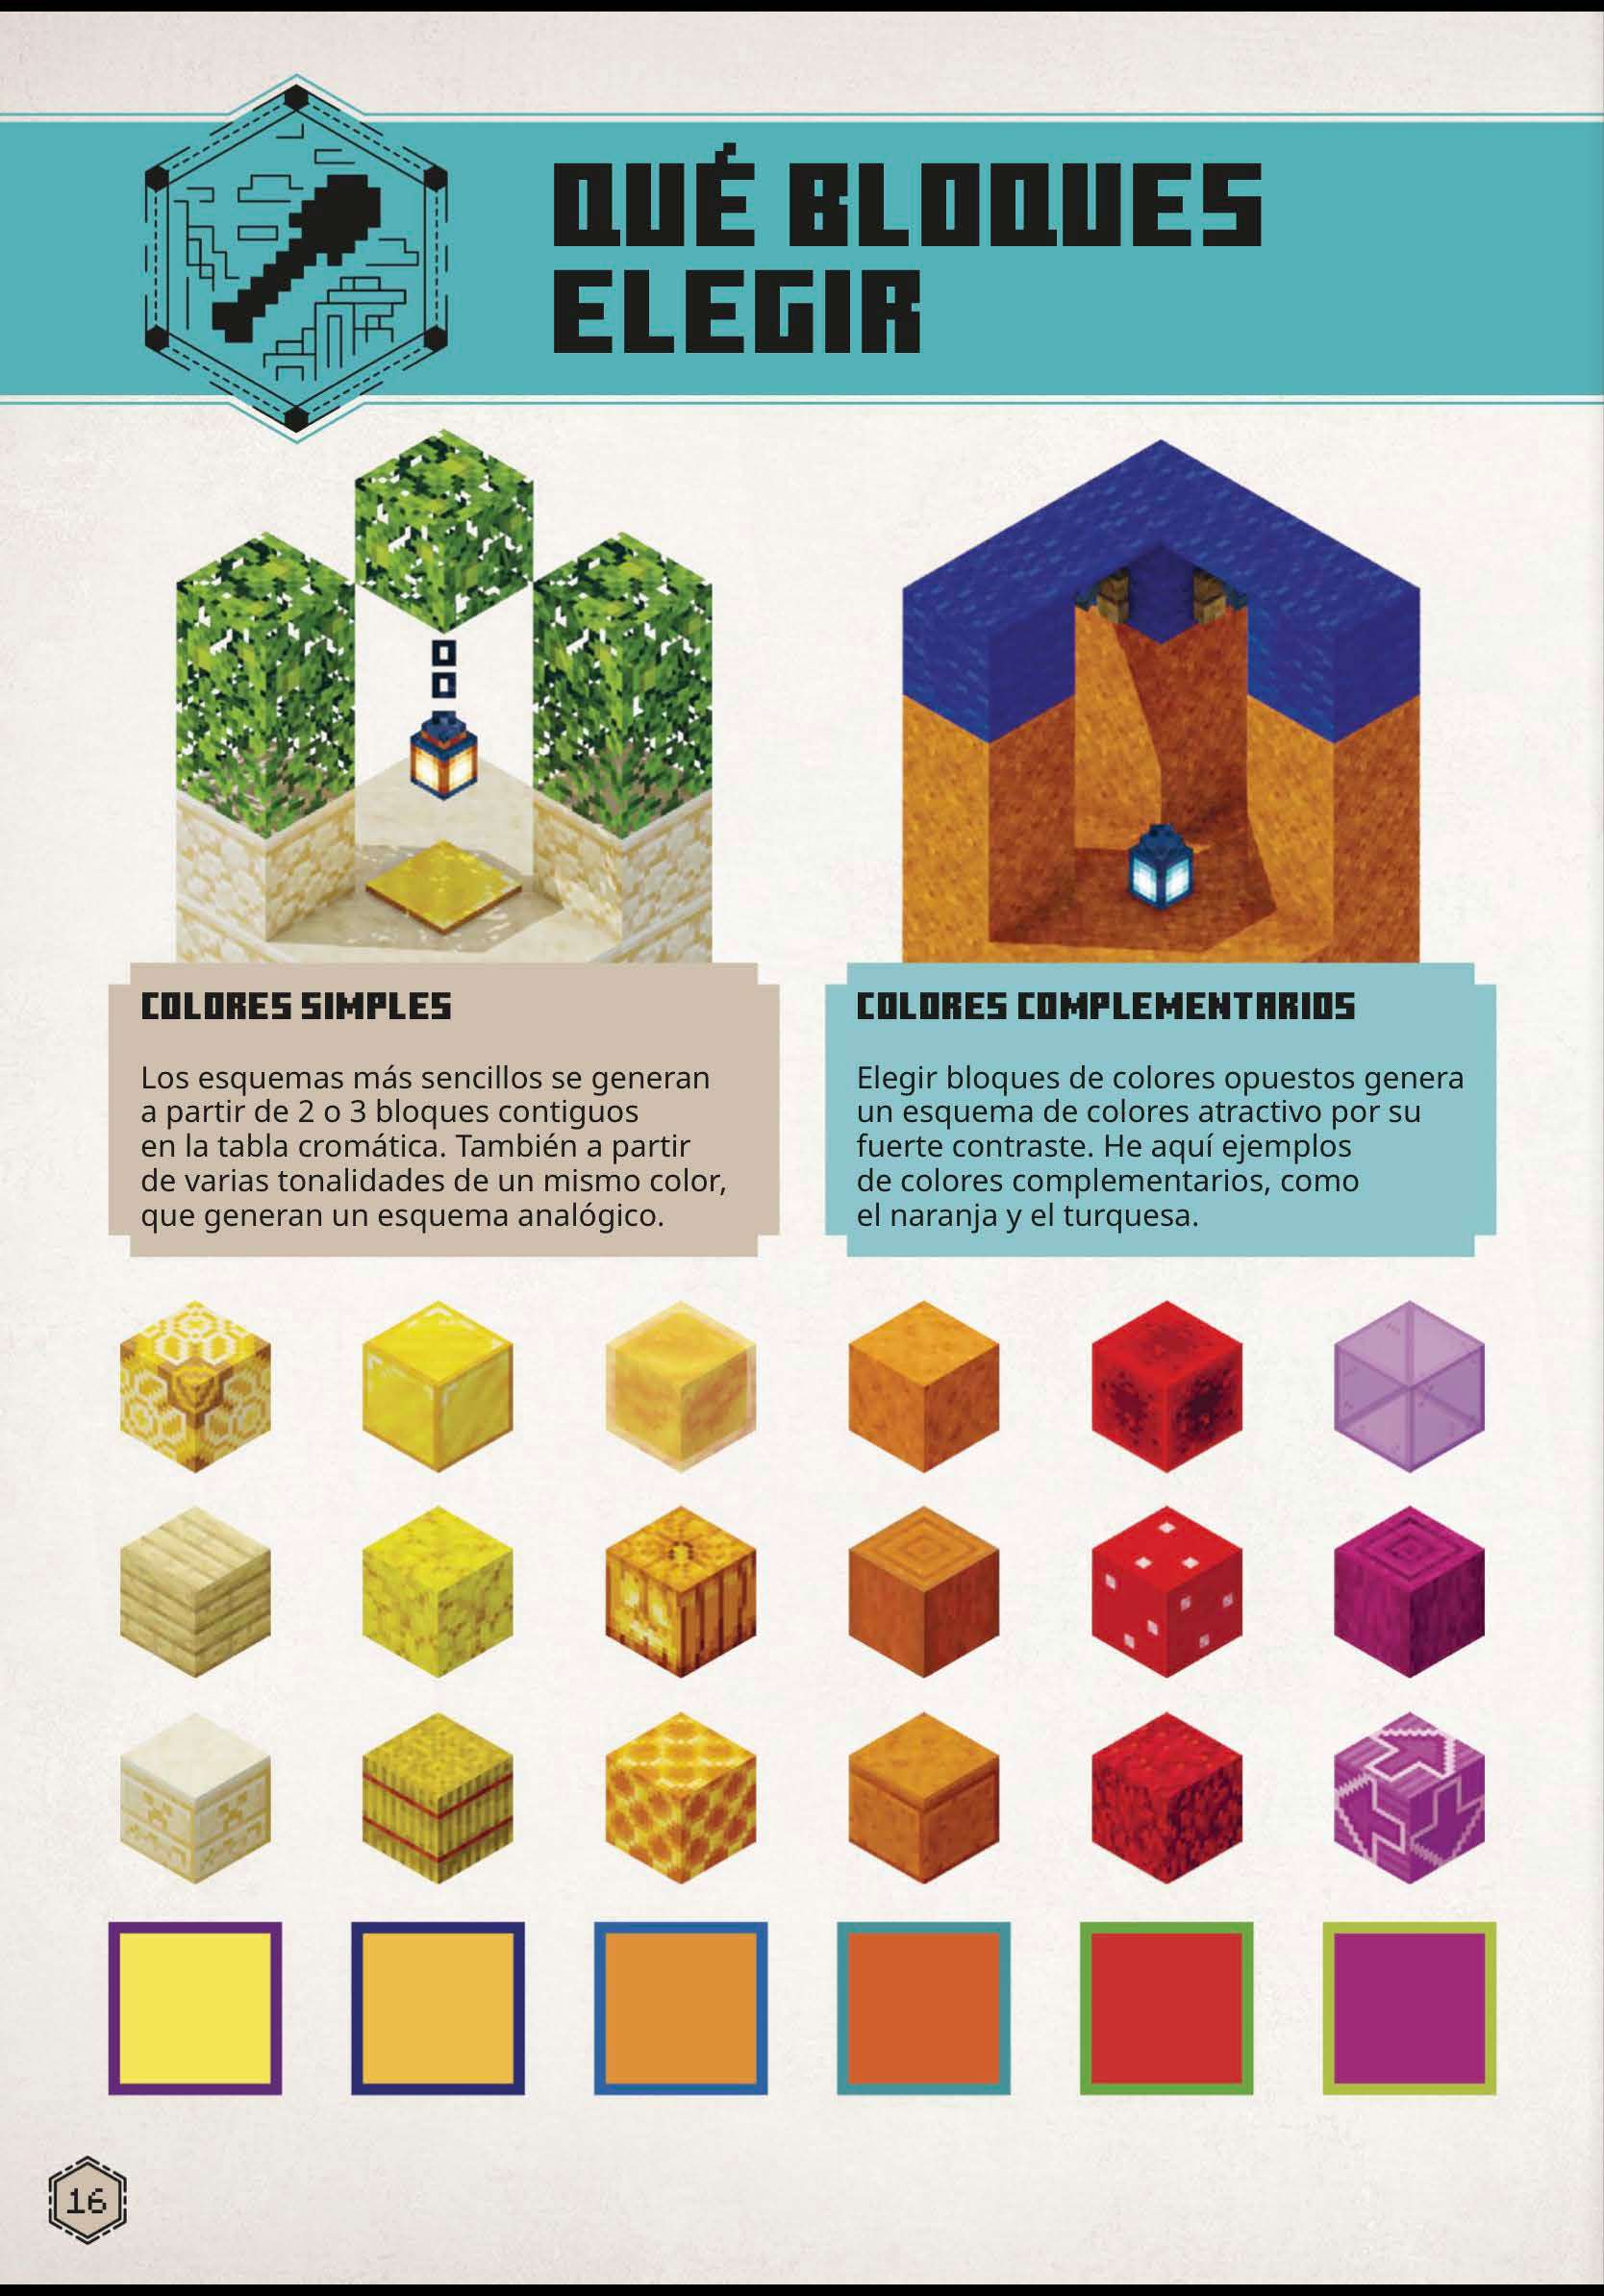 QUÉ BLOQUES
ELEGIR
COLORES SIMPLES
Los esquemas más sencillos se generan
a partir de 2 o 3 bloques contiguos
en la tabla cromática. También a partir
de varias tonalidades de un mismo color,
que generan un esquema analógico.
COLORES COMPLEMENTARIOS
Elegir bloques de colores opuestos genera
un esquema de colores atractivo por su
fuerte contraste. He aquí ejemplos
de colores complementarios, como
el naranja y el turquesa.
16